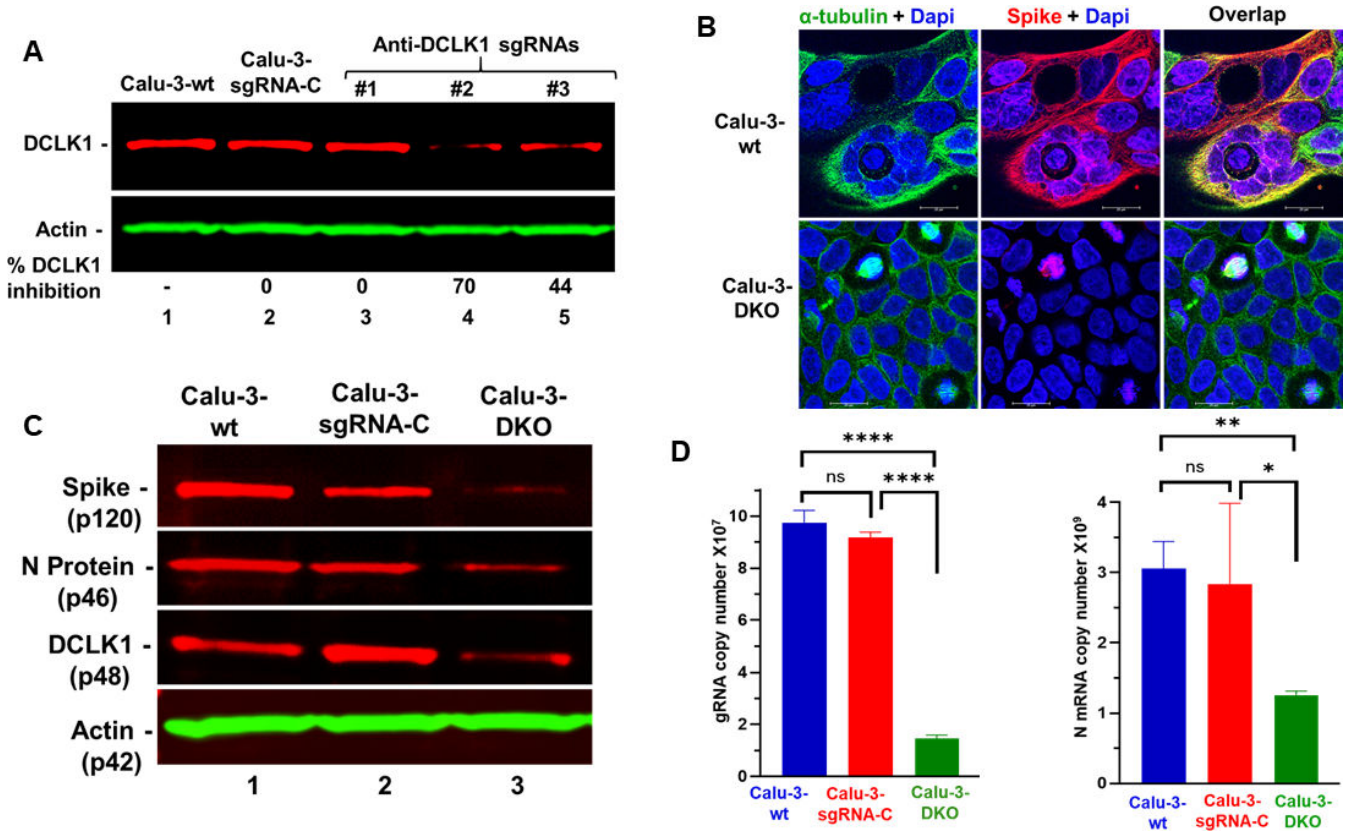 A
Anti-DCLK1 sgRNAs
Calu-3-wt
Calu-3-
sgRNA-C
#1
#2
#3
DCLK1 -
Actin -
% DCLK1
inhibition
- 0 0 70 44
1 2 3 4 5
B
α-tubulin + Dapi
Spike + Dapi
Overlap
Calu-3-
wt
Calu-3-
DKO
C
Calu-3-
wt
Calu-3-
sgRNA-C
Calu-3-
DKO
Spike -
(p120)
N Protein -
(p46)
DCLK1 -
(p48)
Actin -
(p42)
1 2 3
D
****
ns
****
gRNA copy number X10⁷
10
8
6
4
2
0
Calu-3-
wt
Calu-3-
sgRNA-C
Calu-3-
DKO
**
ns
*
N mRNA copy number X10⁹
4
3
2
1
0
Calu-3-
wt
Calu-3-
sgRNA-C
Calu-3-
DKO